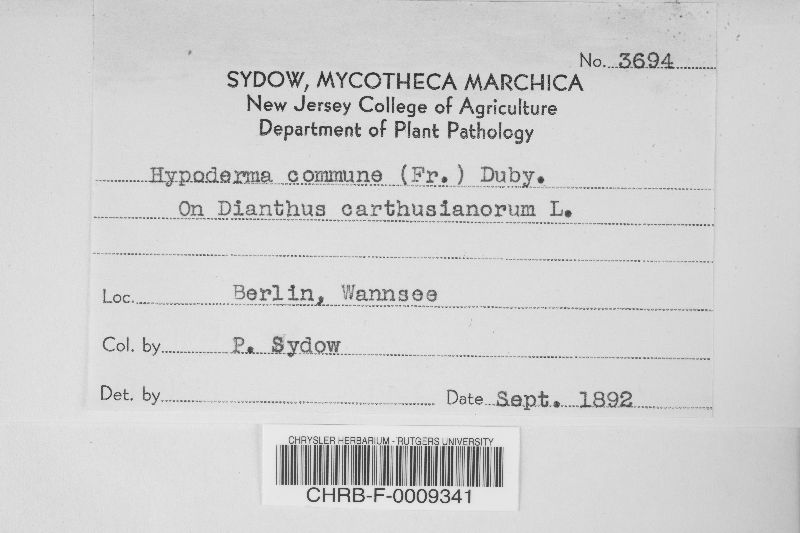 No. 3694
SYDOW, MYCOTHECA MARCHICA
New Jersey College of Agriculture
Department of Plant Pathology
Hypoderma commune (Fr.) Duby.
On Dianthus carthusianorum L.
Loc. Berlin, Wannsee
Col. by P. Sydow
Det. by Date Sept. 1892
CHRYSLER HERBARIUM - RUTGERS UNIVERSITY
CHRB-F-0009341